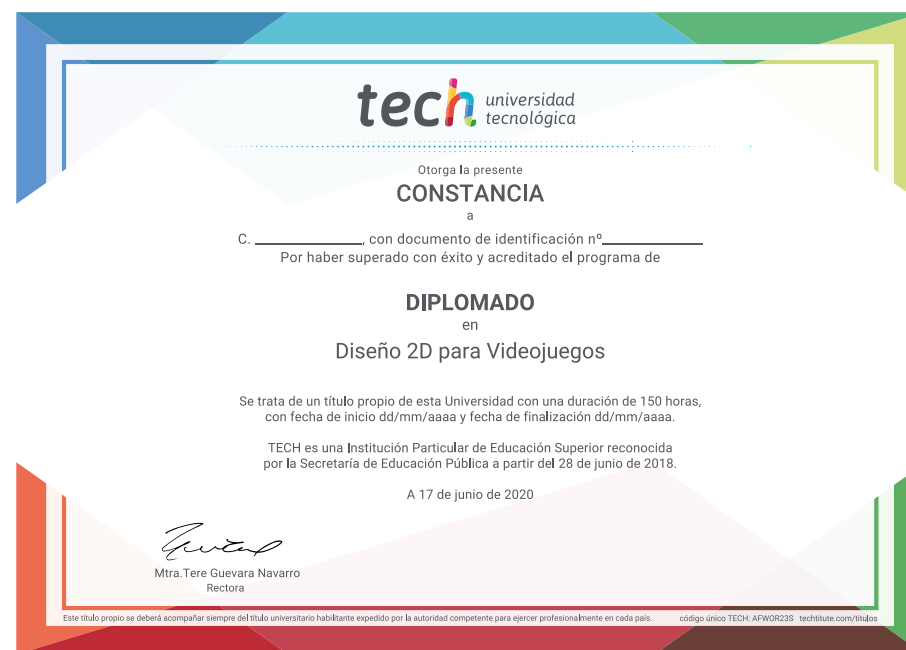 tech universidad
tecnológica
Otorga la presente
CONSTANCIA
a
C. ______________, con documento de identificación nº_____________
Por haber superado con éxito y acreditado el programa de
DIPLOMADO
en
Diseño 2D para Videojuegos
Se trata de un título propio de esta Universidad con una duración de 150 horas,
con fecha de inicio dd/mm/aaaa y fecha de finalización dd/mm/aaaa.
TECH es una Institución Particular de Educación Superior reconocida
por la Secretaría de Educación Pública a partir del 28 de junio de 2018.
A 17 de junio de 2020
Mtra.Tere Guevara Navarro
Rectora
Este título propio se deberá acompañar siempre del título universitario habilitante expedido por la autoridad competente para ejercer profesionalmente en cada país. código único TECH: AFWOR23S techtitute.com/titulos